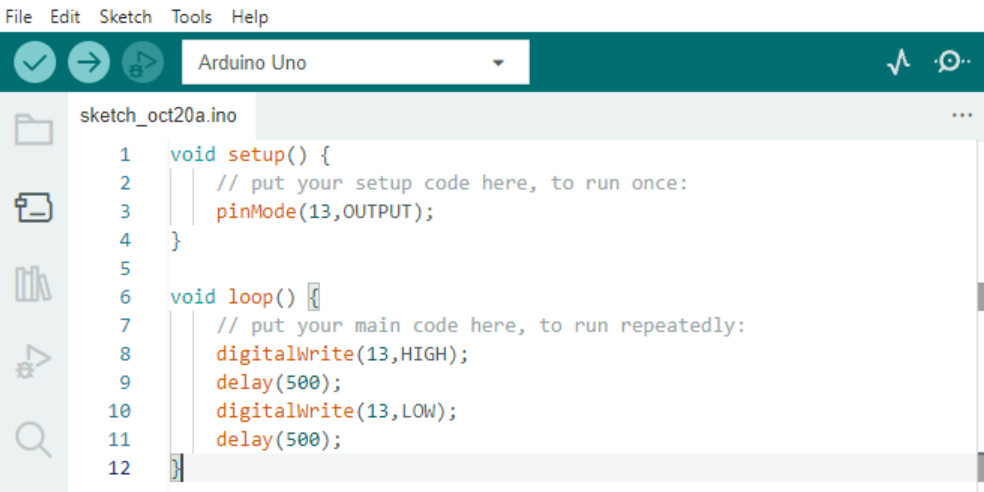 File Edit Sketch Tools Help
Arduino Uno
sketch_oct20a.ino
1 void setup() {
2 // put your setup code here, to run once:
3 pinMode(13,OUTPUT);
4 }
5
6 void loop() {
7 // put your main code here, to run repeatedly:
8 digitalWrite(13,HIGH);
9 delay(500);
10 digitalWrite(13,LOW);
11 delay(500);
12 }